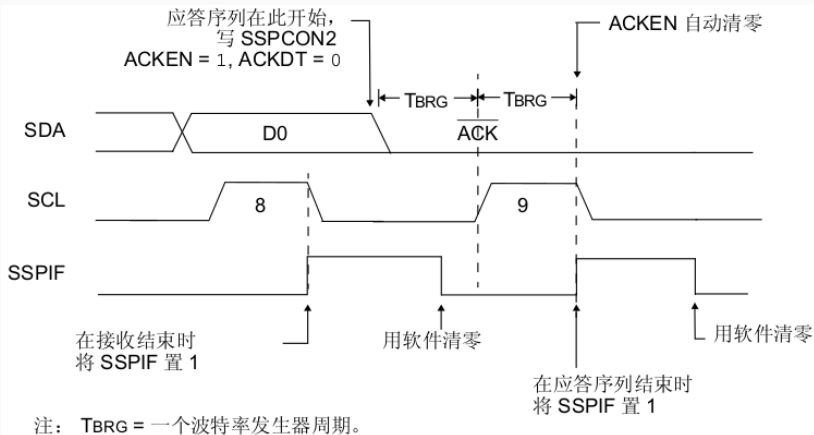 应答序列在此开始，
写 SSPCON2
ACKEN = 1, ACKDT = 0
ACKEN 自动清零
TBRG
TBRG
SDA
D0
ACK
SCL
8
9
SSPIF
在接收结束时
将 SSPIF 置 1
用软件清零
用软件清零
在应答序列结束时
将 SSPIF 置 1
注： TBRG = 一个波特率发生器周期。